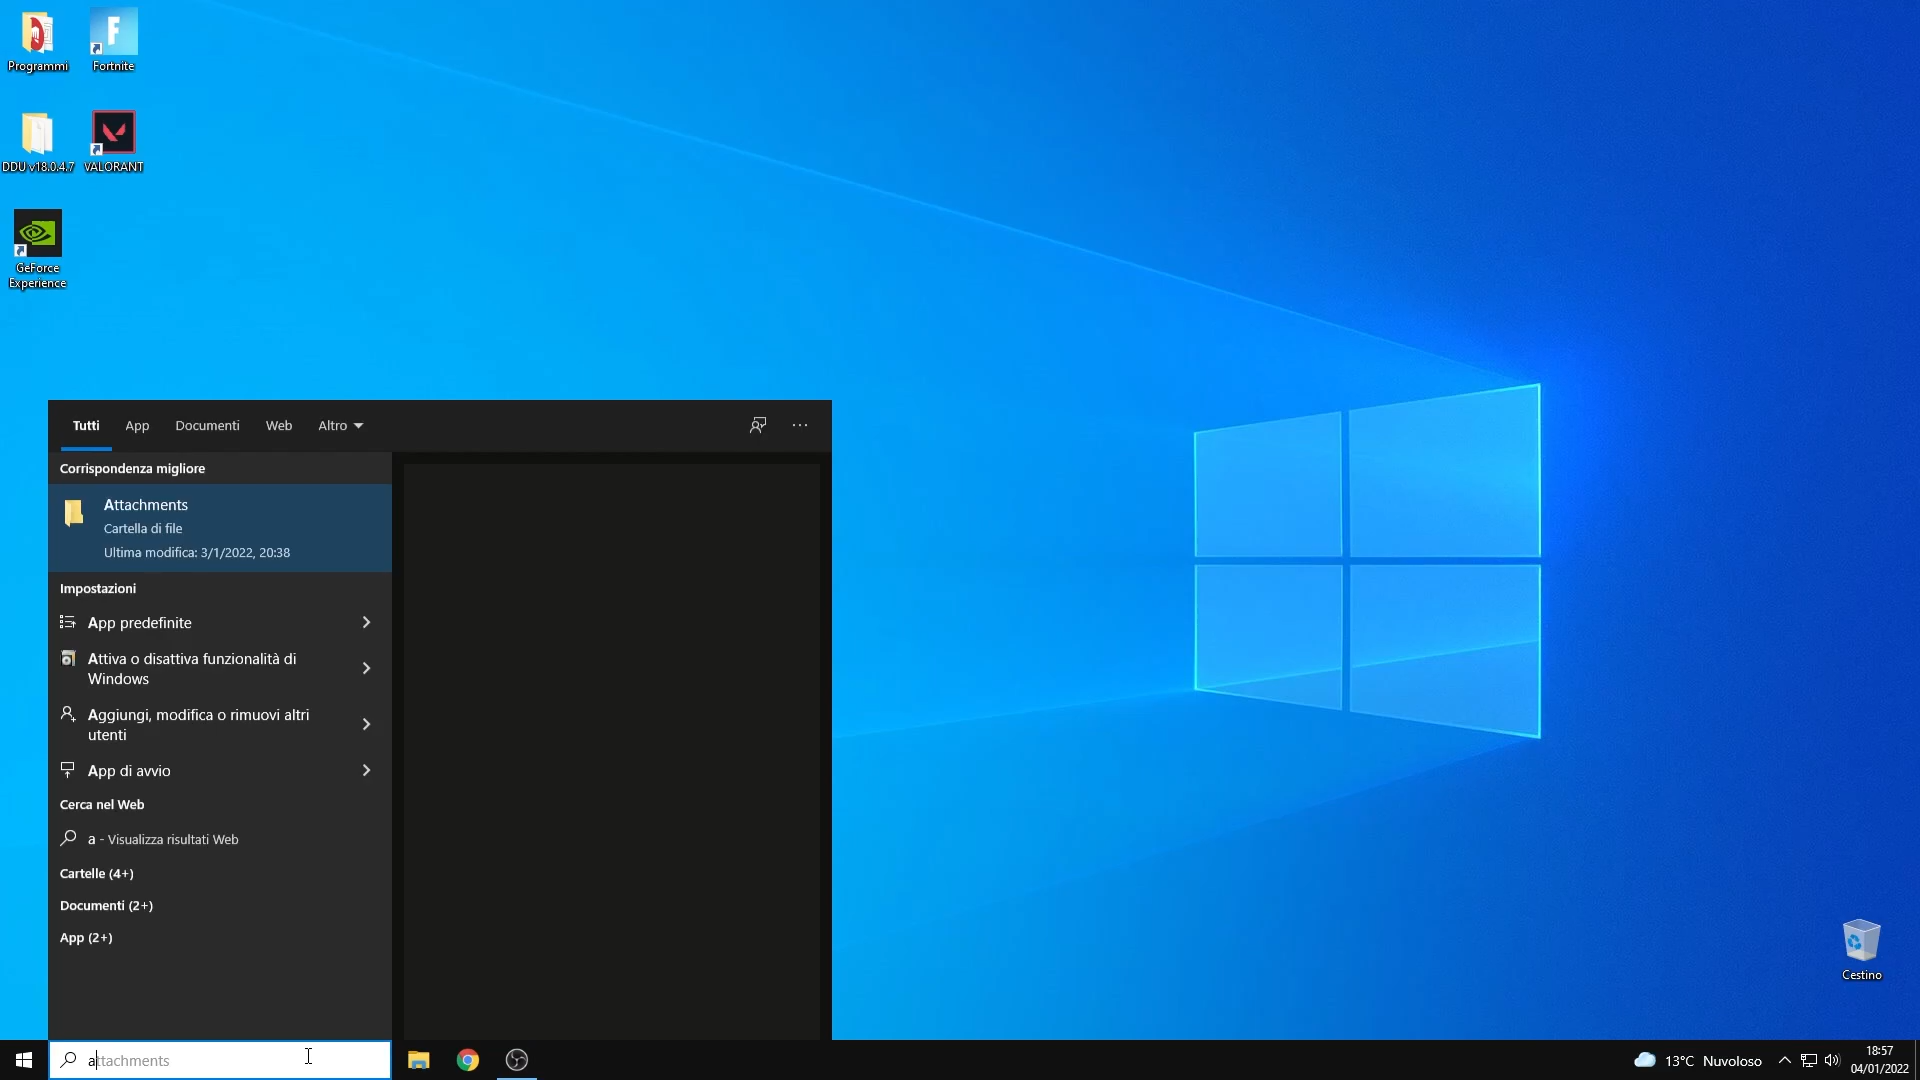 Programmi
Fortnite
DDU v18.0.4.7
VALORANT
GeForce
Experience
Tutti
App
Documenti
Web
Altro
Corrispondenza migliore
Attachments
Cartella di file
Ultima modifica: 3/1/2022, 20:38
Impostazioni
App predefinite
Attiva o disattiva funzionalità di
Windows
Aggiungi, modifica o rimuovi altri
utenti
App di avvio
Cerca nel Web
a - Visualizza risultati Web
Cartelle (4+)
Documenti (2+)
App (2+)
Cestino
attachments
13°C Nuvoloso
18:57
04/01/2022